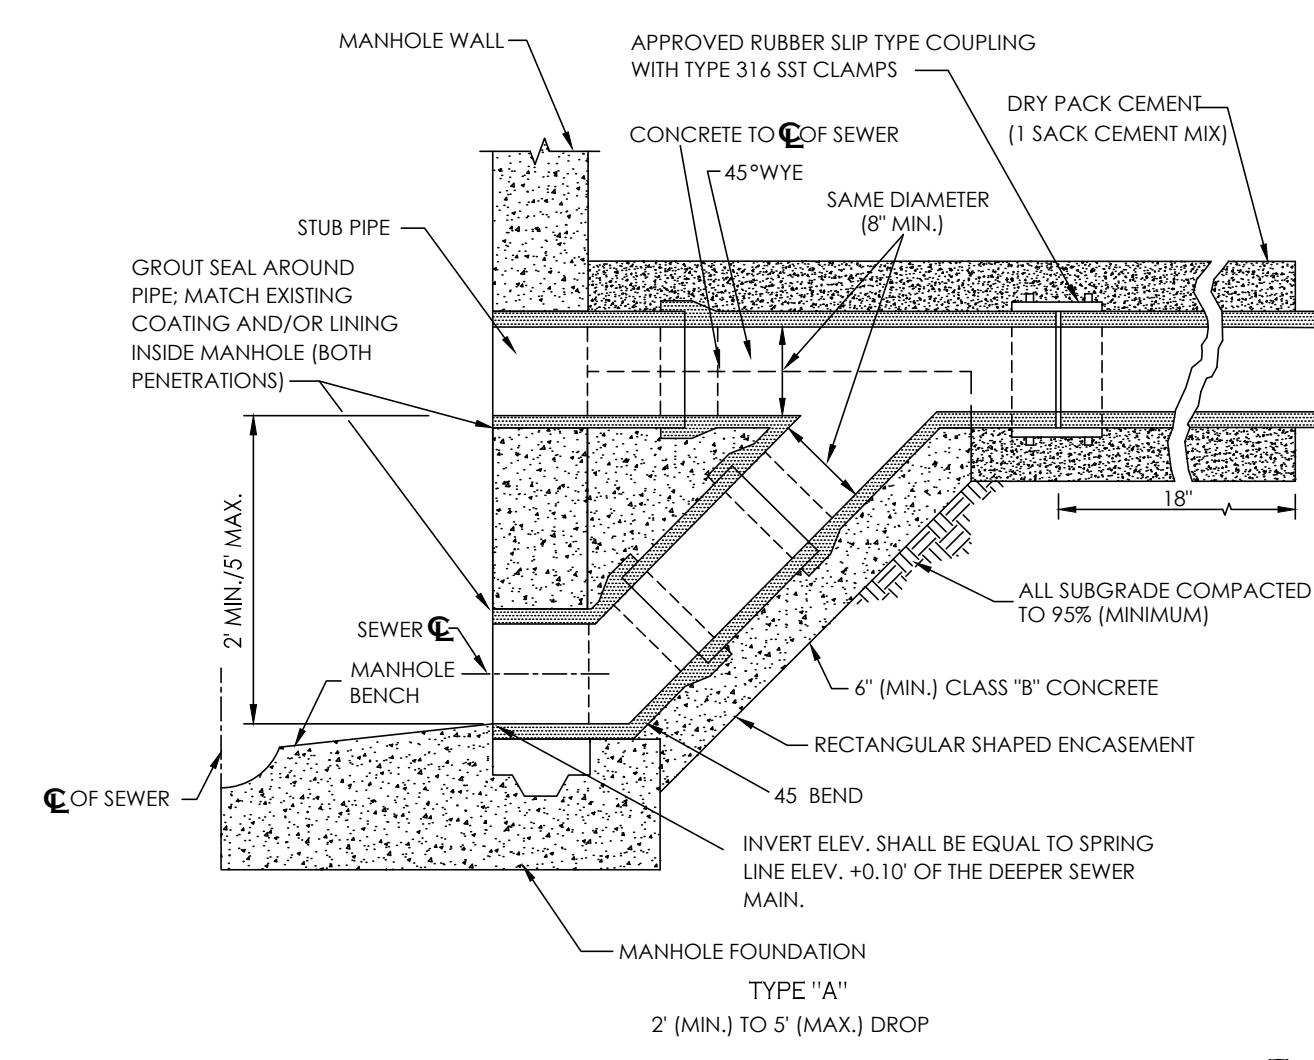 MANHOLE WALL
APPROVED RUBBER SLIP TYPE COUPLING
WITH TYPE 316 SST CLAMPS
DRY PACK CEMENT
(1 SACK CEMENT MIX)
CONCRETE TO ℄ OF SEWER
45° WYE
SAME DIAMETER
(8" MIN.)
STUB PIPE
GROUT SEAL AROUND
PIPE; MATCH EXISTING
COATING AND/OR LINING
INSIDE MANHOLE (BOTH
PENETRATIONS)
2' MIN./5' MAX.
18"
ALL SUBGRADE COMPACTED
TO 95% (MINIMUM)
SEWER ℄
MANHOLE
BENCH
6" (MIN.) CLASS "B" CONCRETE
RECTANGULAR SHAPED ENCASEMENT
℄ OF SEWER
45 BEND
INVERT ELEV. SHALL BE EQUAL TO SPRING
LINE ELEV. +0.10' OF THE DEEPER SEWER
MAIN.
MANHOLE FOUNDATION
TYPE "A"
2' (MIN.) TO 5' (MAX.) DROP